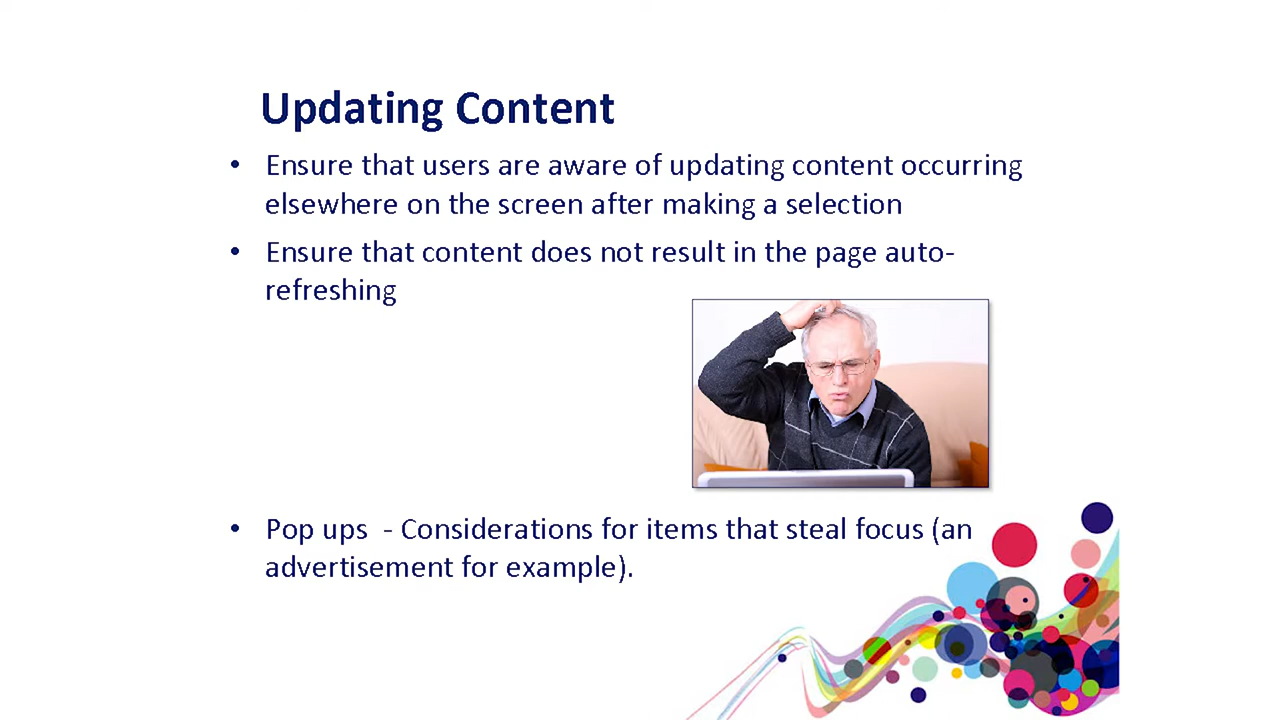 Updating Content
• Ensure that users are aware of updating content occurring
elsewhere on the screen after making a selection
• Ensure that content does not result in the page auto-
refreshing
• Pop ups  - Considerations for items that steal focus (an
advertisement for example).